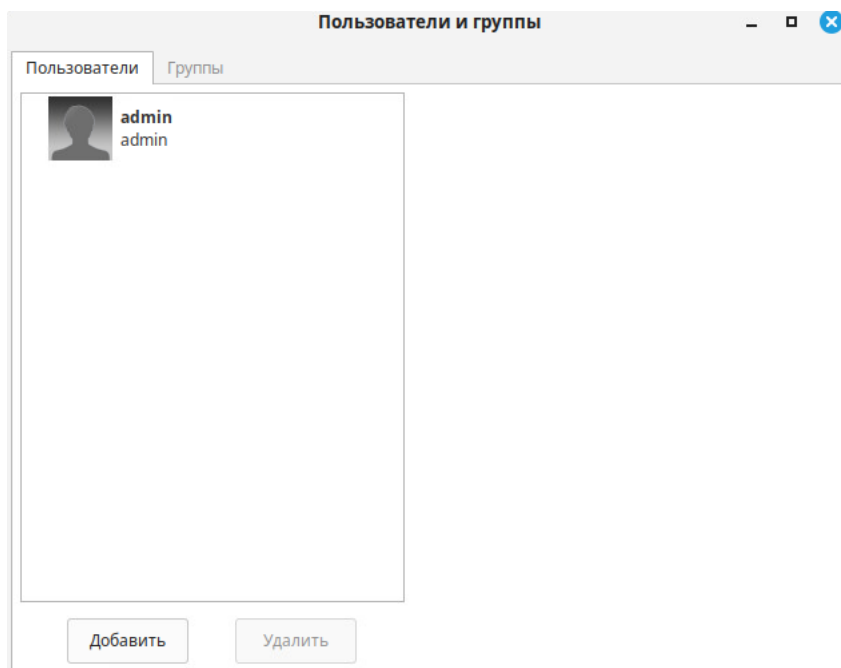 Пользователи и группы
Пользователи Группы
admin
admin
Добавить Удалить